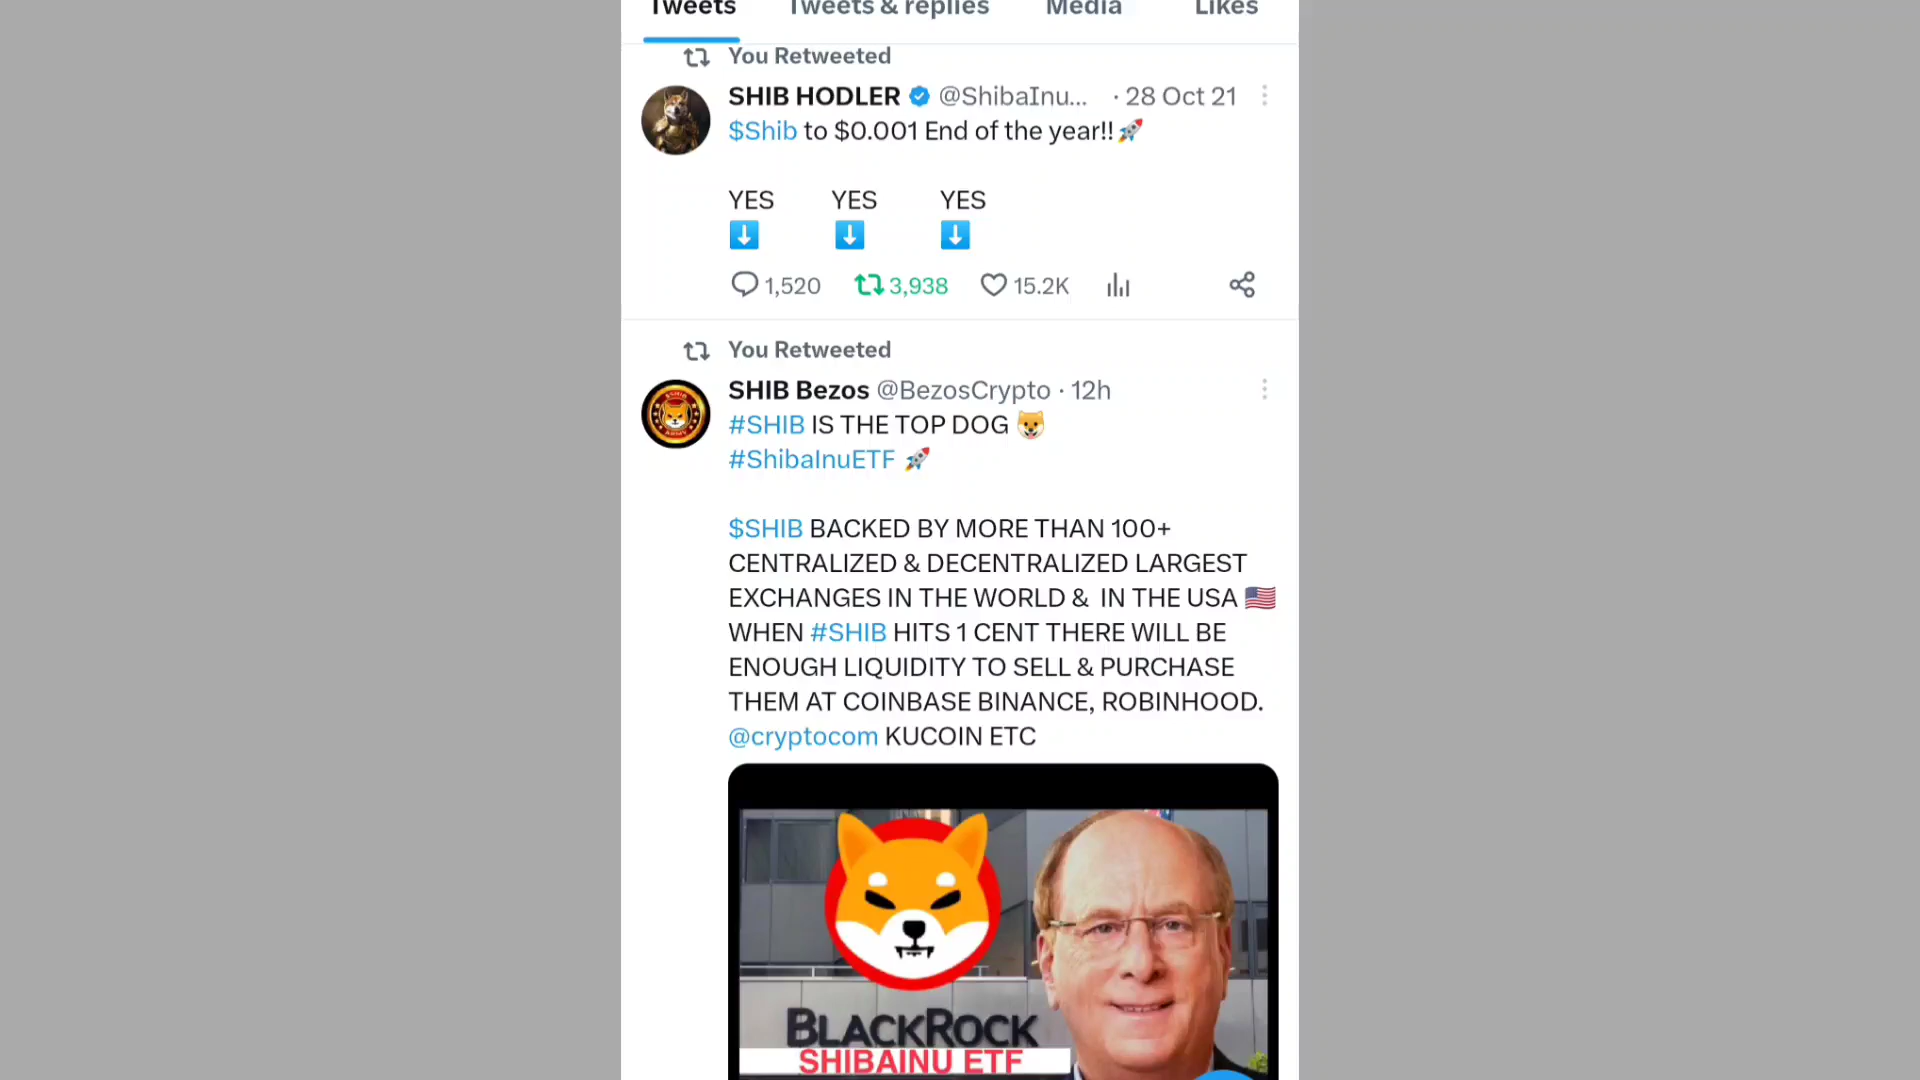 Tweets Tweets & replies Media Likes
You Retweeted
SHIB HODLER @ShibaInu... · 28 Oct 21
$Shib to $0.001 End of the year!!🚀
YES YES YES
⬇️ ⬇️ ⬇️
1,520 3,938 15.2K
You Retweeted
SHIB Bezos @BezosCrypto · 12h
#SHIB IS THE TOP DOG
#ShibaInuETF 🚀
$SHIB BACKED BY MORE THAN 100+
CENTRALIZED & DECENTRALIZED LARGEST
EXCHANGES IN THE WORLD & IN THE USA 🇺🇸
WHEN #SHIB HITS 1 CENT THERE WILL BE
ENOUGH LIQUIDITY TO SELL & PURCHASE
THEM AT COINBASE BINANCE, ROBINHOOD.
@cryptocom KUCOIN ETC
BLACKROCK
SHIBAINU ETF